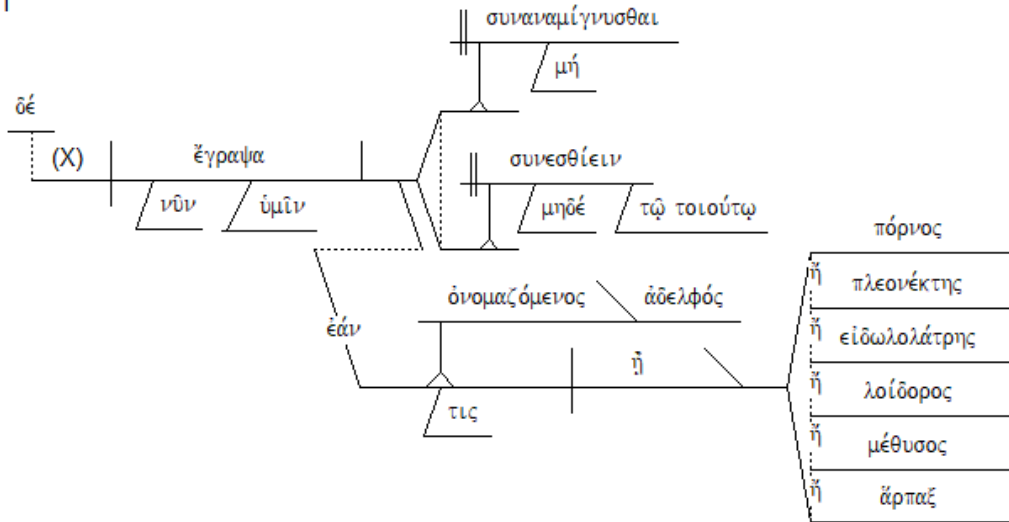 συναναμίγνυσθαι
μή
δέ
(X) ἔγραψα
νῦν ὑμῖν
συνεσθίειν
μηδέ τῷ τοιούτῳ
πόρνος
ἤ πλεονέκτης
ὀνομαζόμενος ἀδελφός
ἐάν
ἤ εἰδωλολάτρης
ᾖ
ἤ λοίδορος
τις
ἤ μέθυσος
ἤ ἅρπαξ